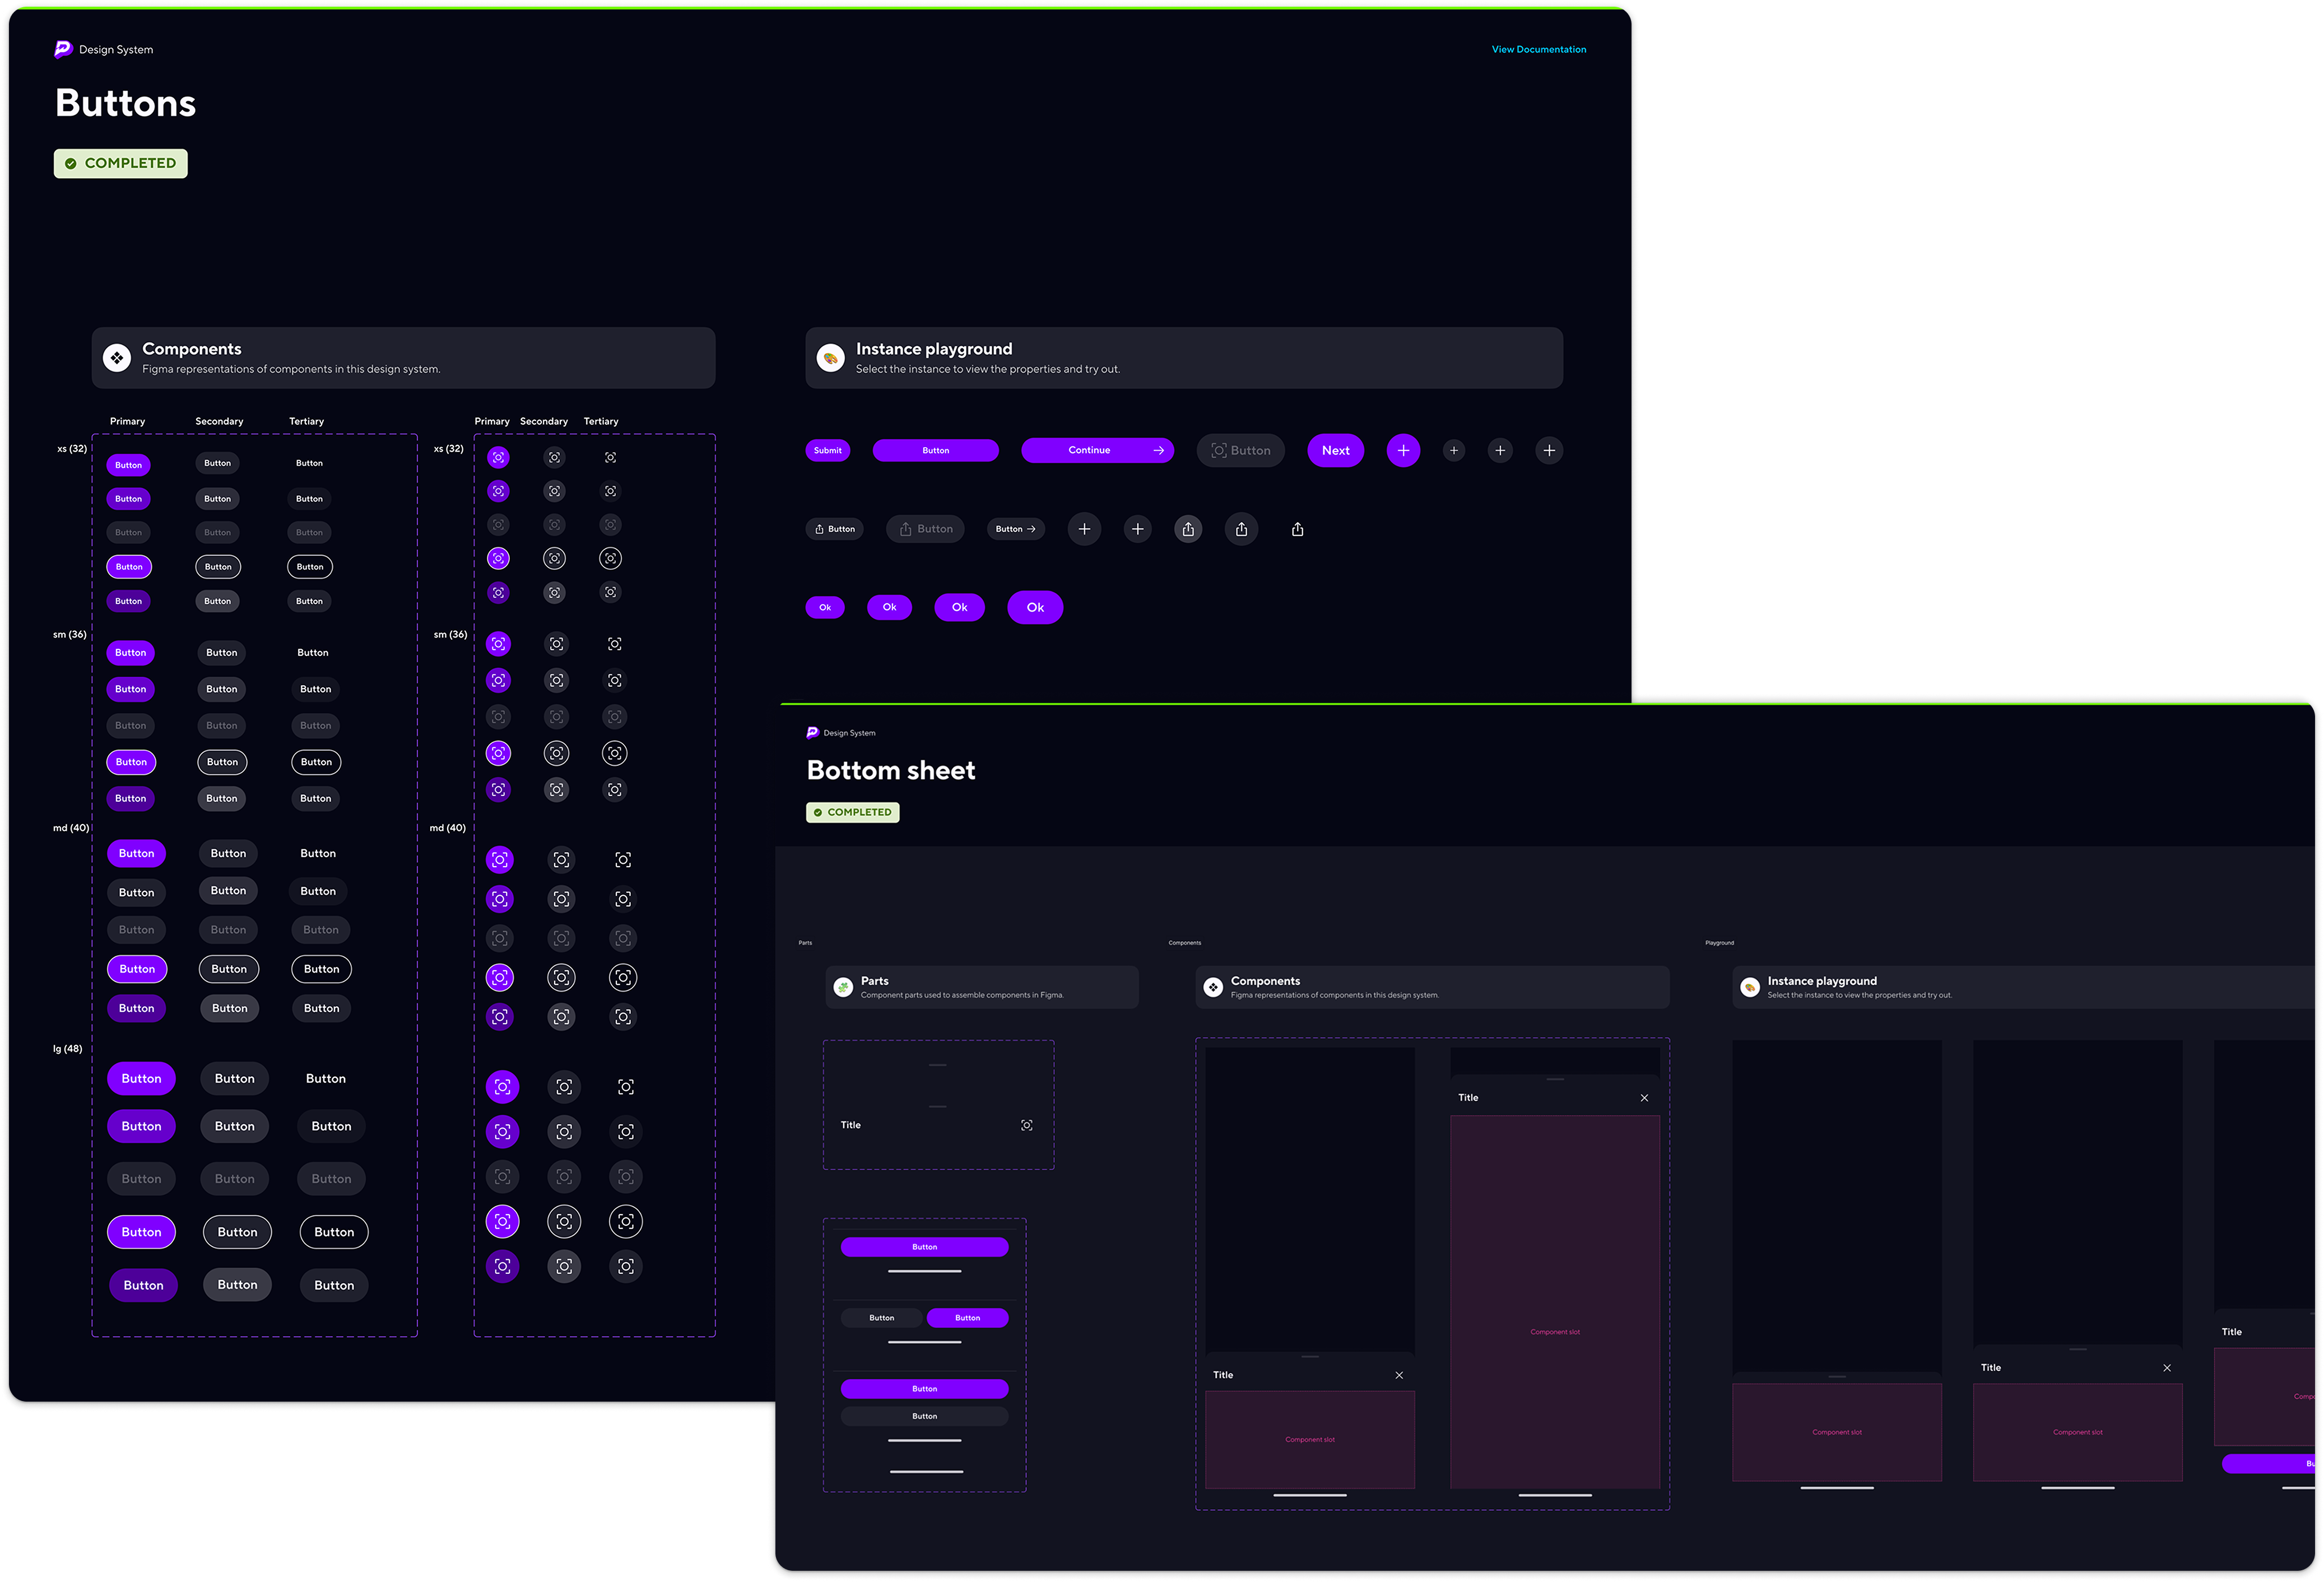 Design System
View Documentation
Buttons
COMPLETED
Components
Figma representations of components in this design system.
Instance playground
Select the instance to view the properties and try out.
Primary Secondary Tertiary
Primary Secondary Tertiary
xs (32)
Button Button Button
Button Button Button
Button Button Button
Button Button Button
Button Button Button
sm (36)
Button Button Button
Button Button Button
Button Button Button
Button Button Button
Button Button Button
md (40)
Button Button Button
Button Button Button
Button Button Button
Button Button Button
Button Button Button
lg (48)
Button Button Button
Button Button Button
Button Button Button
Button Button Button
Button Button Button
xs (32)
sm (36)
md (40)
Submit Button Continue Button Next
Button Button Button
Ok Ok Ok Ok
Design System
Bottom sheet
COMPLETED
Parts
Parts
Component parts used to assemble components in Figma.
Title
Button
Button Button
Button
Button
Components
Components
Figma representations of components in this design system.
Title
Component slot
Title
Component slot
Playground
Instance playground
Select the instance to view the properties and try out.
Component slot
Title
Component slot
Title